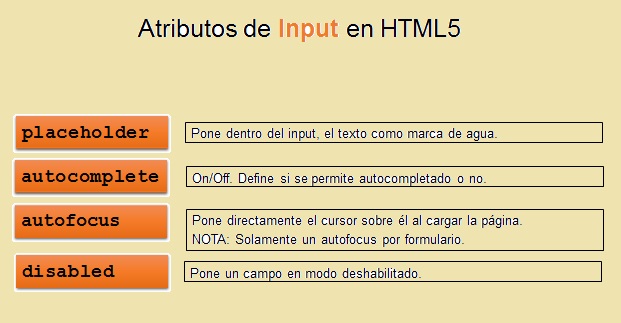 Atributos de Input en HTML5
placeholder
Pone dentro del input, el texto como marca de agua.
autocomplete
On/Off. Define si se permite autocompletado o no.
autofocus
Pone directamente el cursor sobre él al cargar la página.
NOTA: Solamente un autofocus por formulario.
disabled
Pone un campo en modo deshabilitado.